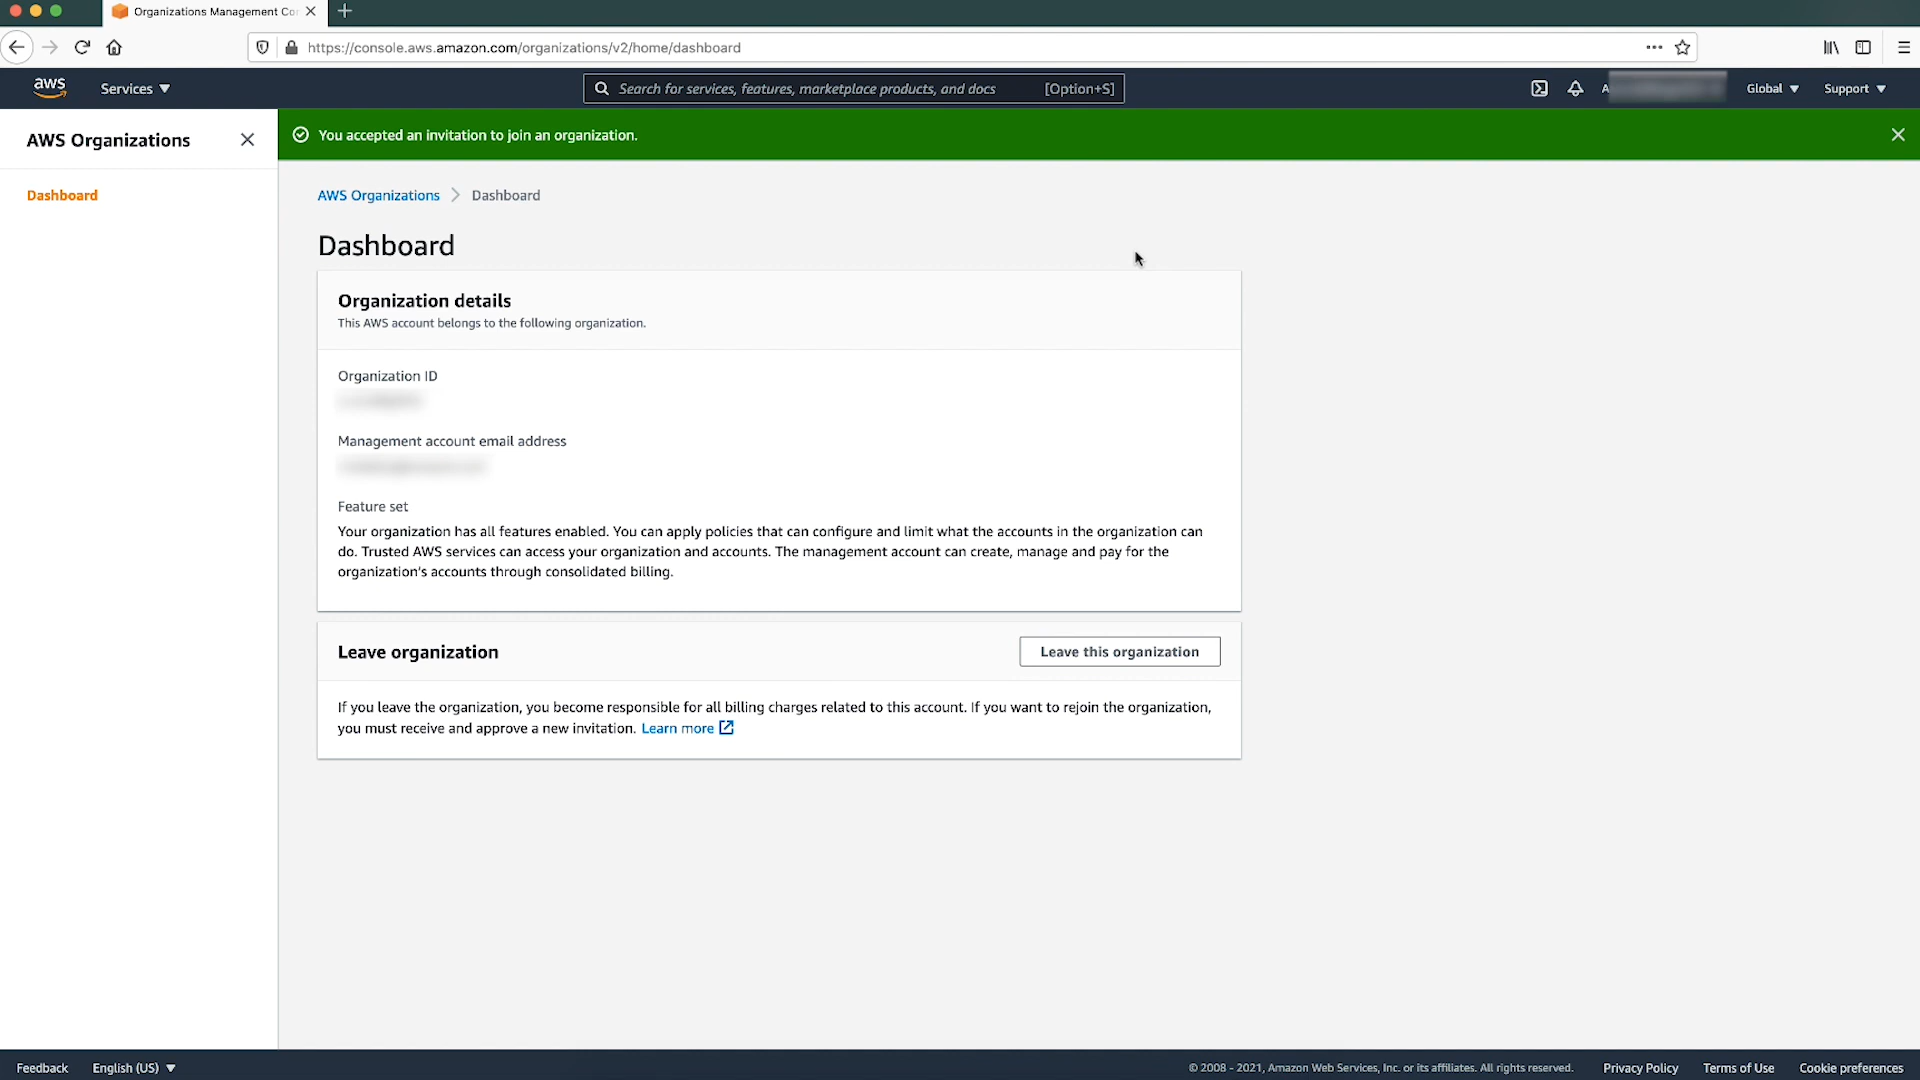 Organizations Management Co
https://console.aws.amazon.com/organizations/v2/home/dashboard
aws
Services
Search for services, features, marketplace products, and docs [Option+S]
A
Global
Support
AWS Organizations
You accepted an invitation to join an organization.
Dashboard
AWS Organizations > Dashboard
Dashboard
Organization details
This AWS account belongs to the following organization.
Organization ID
Management account email address
Feature set
Your organization has all features enabled. You can apply policies that can configure and limit what the accounts in the organization can
do. Trusted AWS services can access your organization and accounts. The management account can create, manage and pay for the
organization's accounts through consolidated billing.
Leave organization
Leave this organization
If you leave the organization, you become responsible for all billing charges related to this account. If you want to rejoin the organization,
you must receive and approve a new invitation. Learn more
Feedback
English (US)
© 2008 - 2021, Amazon Web Services, Inc. or its affiliates. All rights reserved.
Privacy Policy
Terms of Use
Cookie preferences